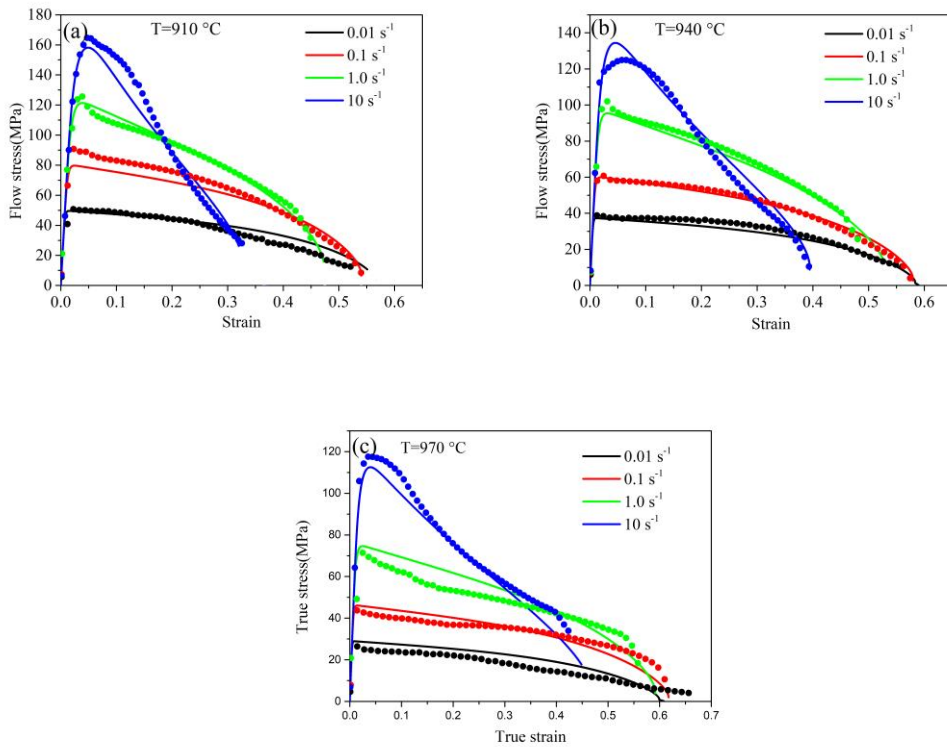 (a)
T=910 °C
0.01 s⁻¹
0.1 s⁻¹
1.0 s⁻¹
10 s⁻¹
180
160
140
120
100
80
60
40
20
0
Flow stress(MPa)
0.0 0.1 0.2 0.3 0.4 0.5 0.6
Strain
(b)
T=940 °C
0.01 s⁻¹
0.1 s⁻¹
1.0 s⁻¹
10 s⁻¹
140
120
100
80
60
40
20
0
Flow stress(MPa)
0.0 0.1 0.2 0.3 0.4 0.5 0.6
Strain
(c)
T=970 °C
0.01 s⁻¹
0.1 s⁻¹
1.0 s⁻¹
10 s⁻¹
120
100
80
60
40
20
0
True stress(MPa)
0.0 0.1 0.2 0.3 0.4 0.5 0.6 0.7
True strain